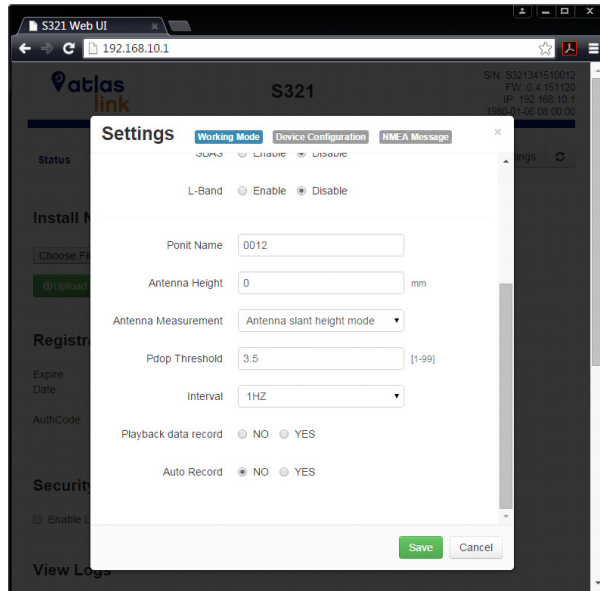 S321 Web UI
192.168.10.1
atlas
link
S321
S/N: S321341510012
FW: 0.4.151120
IP: 192.168.10.1
1980-01-06 08:00:00
Settings Working Mode Device Configuration NMEA Message
Status
SBAS Enable Disable
L-Band Enable Disable
Install
Ponit Name 0012
Choose
Antenna Height 0 mm
Upload
Antenna Measurement Antenna slant height mode
Pdop Threshold 3.5 [1-99]
Expire
Date:
Interval 1HZ
AuthCode
Playback data record NO YES
Auto Record NO YES
Enable
Save Cancel
View Logs